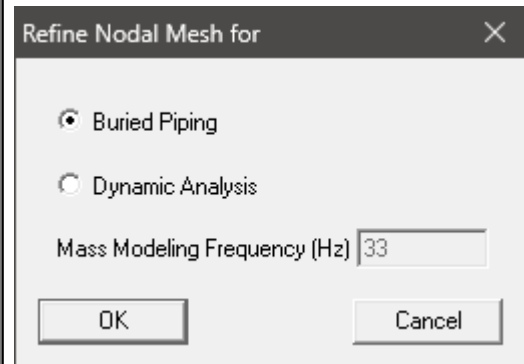 Refine Nodal Mesh for
Buried Piping
Dynamic Analysis
Mass Modeling Frequency (Hz) 33
OK Cancel